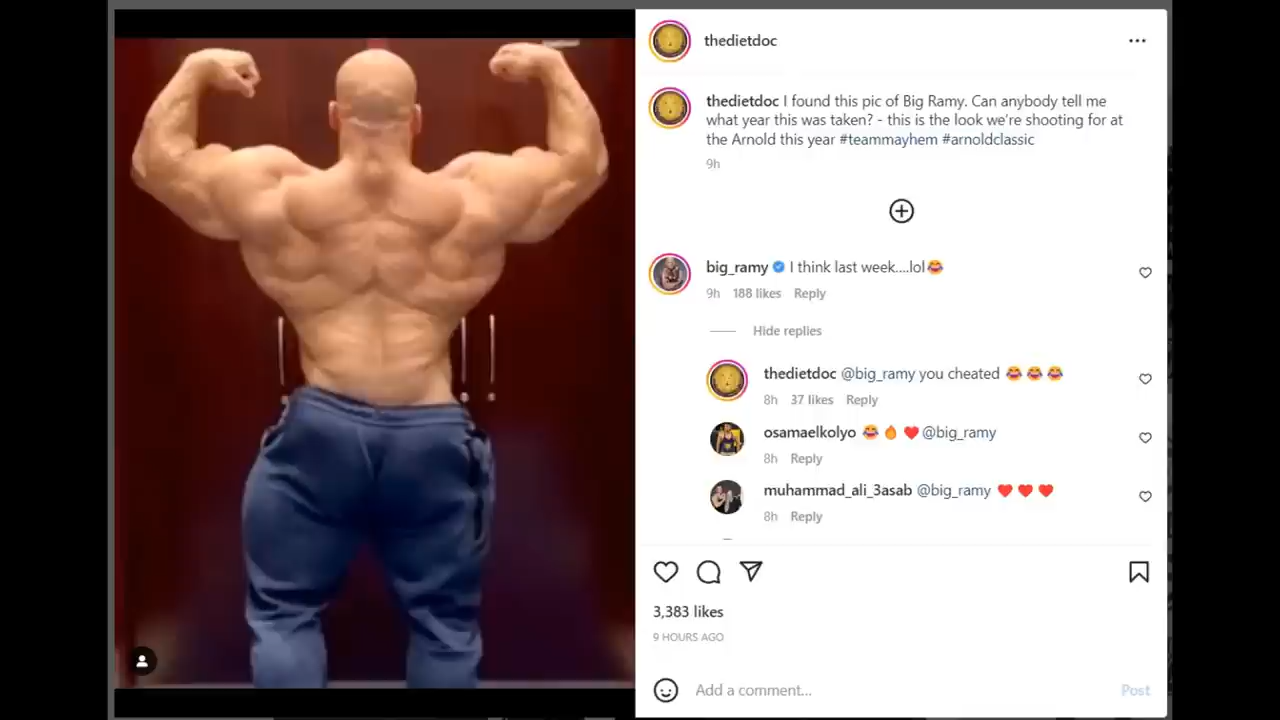 thedietdoc
thedietdoc I found this pic of Big Ramy. Can anybody tell me
what year this was taken? - this is the look we're shooting for at
the Arnold this year #teammayhem #arnoldclassic
9h
big_ramy I think last week....lol😂
9h 188 likes Reply
Hide replies
thedietdoc @big_ramy you cheated 😂 😂 😂
8h 37 likes Reply
osamaelkolyo 😂 🔥 ❤️ @big_ramy
8h Reply
muhammad_ali_3asab @big_ramy ❤️ ❤️ ❤️
8h Reply
3,383 likes
9 HOURS AGO
Add a comment...
Post